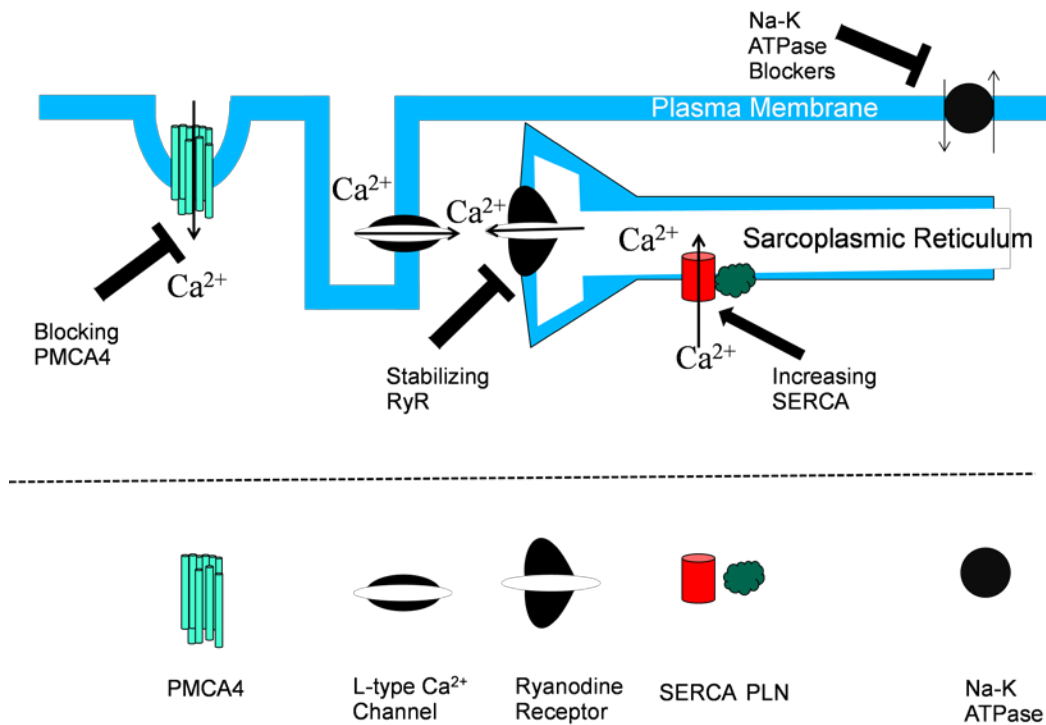 Na-K
ATPase
Blockers
Plasma Membrane
Ca²⁺
Ca²⁺
Ca²⁺
Sarcoplasmic Reticulum
Ca²⁺
Blocking
PMCA4
Ca²⁺
Stabilizing
RyR
Increasing
SERCA
PMCA4
L-type Ca²⁺
Channel
Ryanodine
Receptor
SERCA PLN
Na-K
ATPase